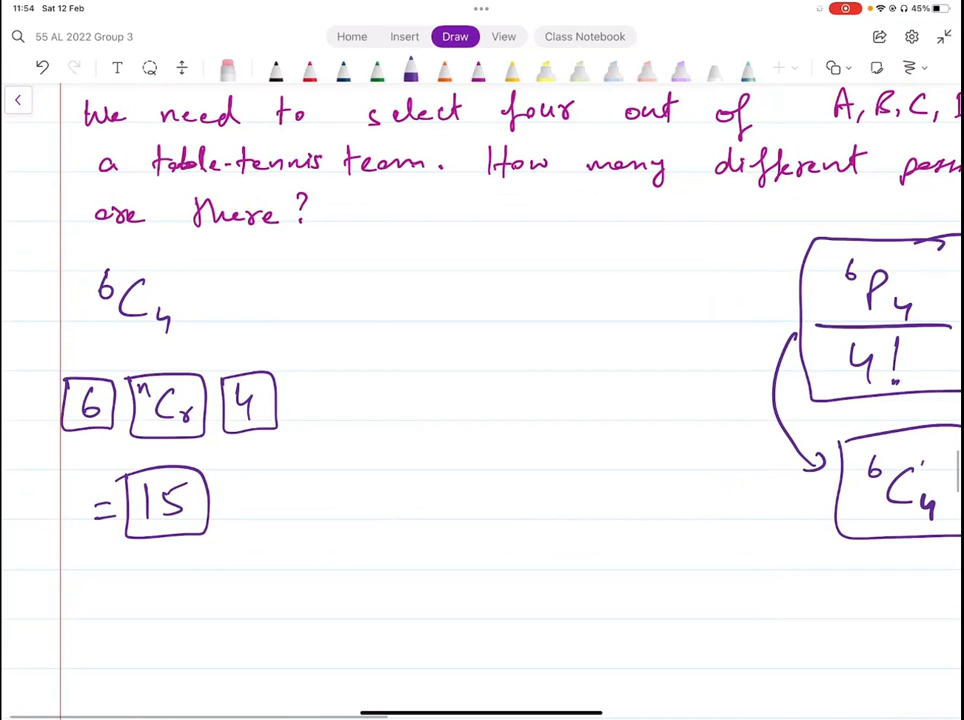 11:54 Sat 12 Feb
45%
55 AL 2022 Group 3
Home Insert Draw View Class Notebook
We need to select four out of A, B, C,
a table-tennis team. How many different
are there?
⁶C₄
⁶P₄
4!
6 ⁿCᵣ 4
⁶C₄
= 15